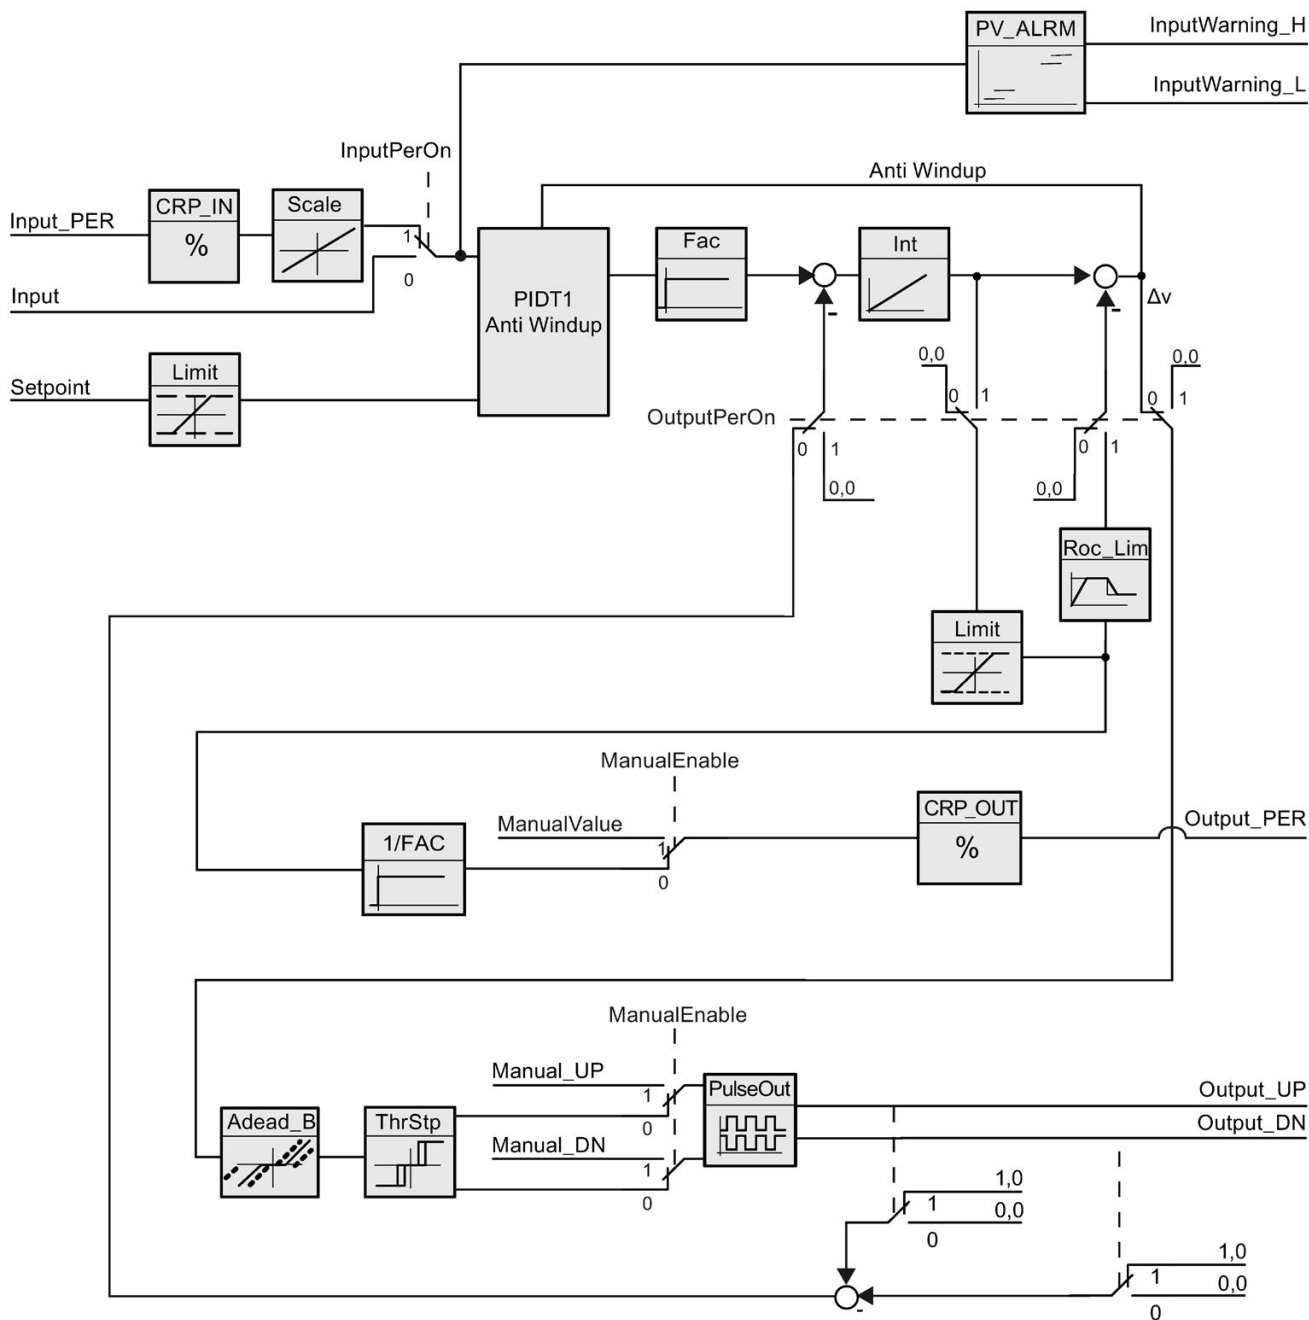 PV_ALRM
InputWarning_H
InputWarning_L
InputPerOn
Anti Windup
Input_PER
CRP_IN
%
Scale
1
0
Input
PIDT1
Anti Windup
Fac
-
Int
-
Δv
Setpoint
Limit
0,0
0,0
0
1
0
1
OutputPerOn
0
1
0
1
0,0
0,0
Roc_Lim
Limit
ManualEnable
1/FAC
ManualValue
1
0
CRP_OUT
%
Output_PER
ManualEnable
Manual_UP
1
0
PulseOut
Output_UP
Output_DN
Adead_B
ThrStp
Manual_DN
1
0
1,0
1
0,0
0
1,0
1
0,0
0
-